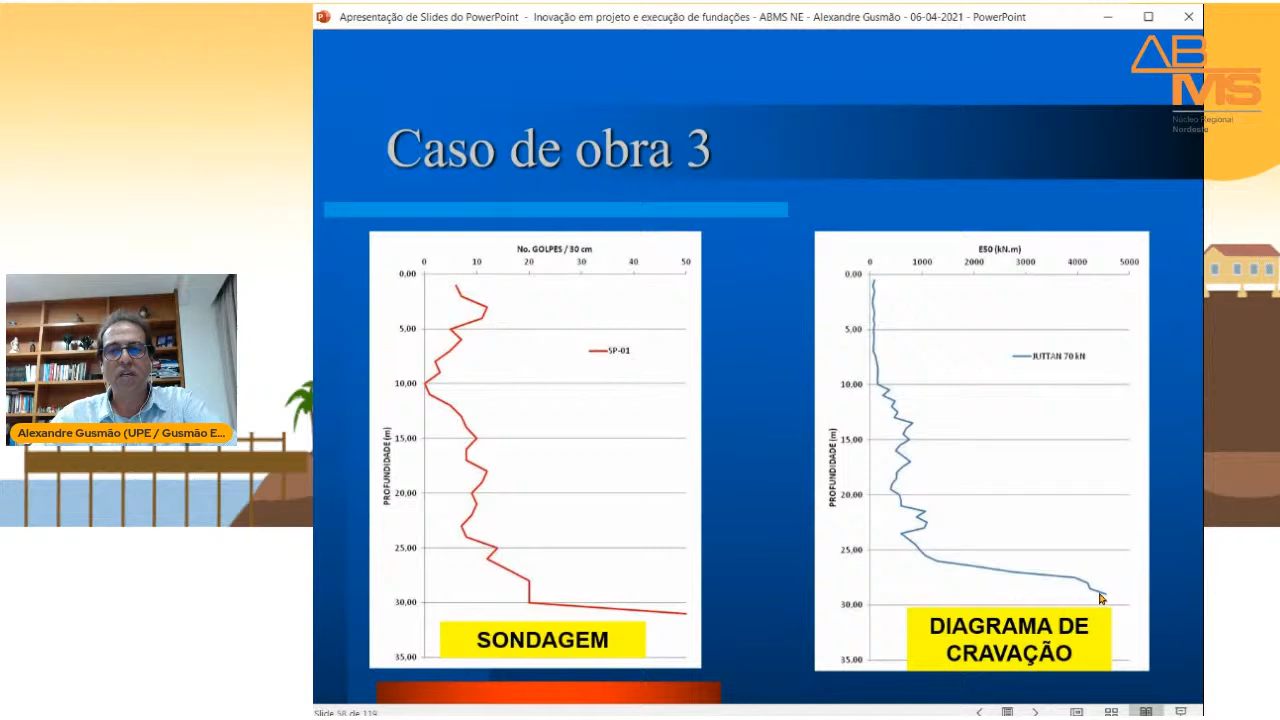 Apresentação de Slides do PowerPoint - Inovação em projeto e execução de fundações - ABMS NE - Alexandre Gusmão - 06-04-2021 - PowerPoint
ABMS
Núcleo Regional
Nordeste
Caso de obra 3
No. GOLPES / 30 cm
0 10 20 30 40 50
0,00
5,00
10,00
15,00
20,00
25,00
30,00
35,00
PROFUNDIDADE (m)
SP-01
SONDAGEM
E50 (kN.m)
0 1000 2000 3000 4000 5000
0,00
5,00
10,00
15,00
20,00
25,00
30,00
35,00
PROFUNDIDADE (m)
JUTTAN 70 kN
DIAGRAMA DE
CRAVAÇÃO
Alexandre Gusmão (UPE / Gusmão E...
Slide 58 de 119